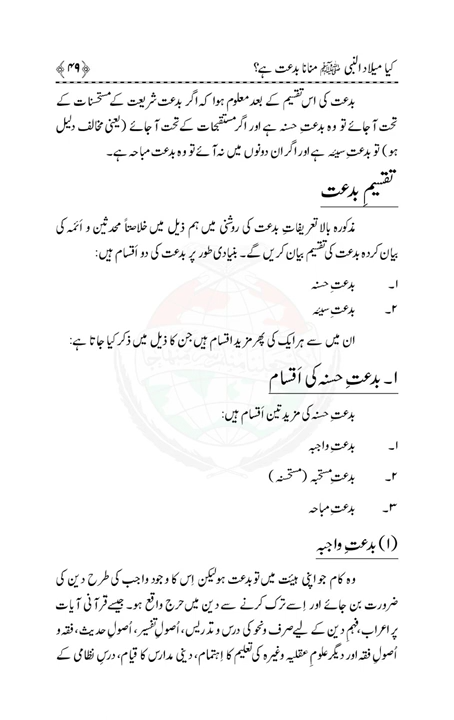 کیا میلاد النبی ﷺ منانا بدعت ہے؟ ﴿۴۹﴾
بدعت کی اس تقسیم کے بعد معلوم ہوا کہ اگر بدعت شریعت کے مستحسنات کے
تحت آ جائے تو وہ بدعتِ حسنہ ہے اور اگر مستقبحات کے تحت آ جائے (یعنی مخالف دلیل
ہو) تو بدعتِ سیئہ ہے اور اگر ان دونوں میں نہ آئے تو وہ بدعت مباحہ ہے۔
تقسیمِ بدعت
مذکورہ بالا تعریفاتِ بدعت کی روشنی میں ہم ذیل میں خلاصتاً محدثین و اَئمہ کی
بیان کردہ بدعت کی تقسیم بیان کریں گے۔ بنیادی طور پر بدعت کی دو اَقسام ہیں:
۱۔ بدعتِ حسنہ
۲۔ بدعتِ سیئہ
ان میں سے ہر ایک کی پھر مزید اقسام ہیں جن کا ذیل میں ذکر کیا جاتا ہے:
۱۔ بدعتِ حسنہ کی اَقسام
بدعتِ حسنہ کی مزید تین اَقسام ہیں:
۱۔ بدعتِ واجبہ
۲۔ بدعتِ مستحبہ (مستحسنہ)
۳۔ بدعتِ مباحہ
(۱) بدعتِ واجبہ
وہ کام جو اپنی ہیئت میں تو بدعت ہو لیکن اِس کا وجود واجب کی طرح دین کی
ضرورت بن جائے اور اِسے ترک کرنے سے دین میں حرج واقع ہو۔ جیسے قرآنی آیات
پر اعراب، فہمِ دین کے لیے صرف و نحو کی درس و تدریس، اُصولِ تفسیر، اُصولِ حدیث، فقہ و
اُصولِ فقہ اور دیگر علومِ عقلیہ وغیرہ کی تعلیم کا اِہتمام، دینی مدارس کا قیام، درسِ نظامی کے